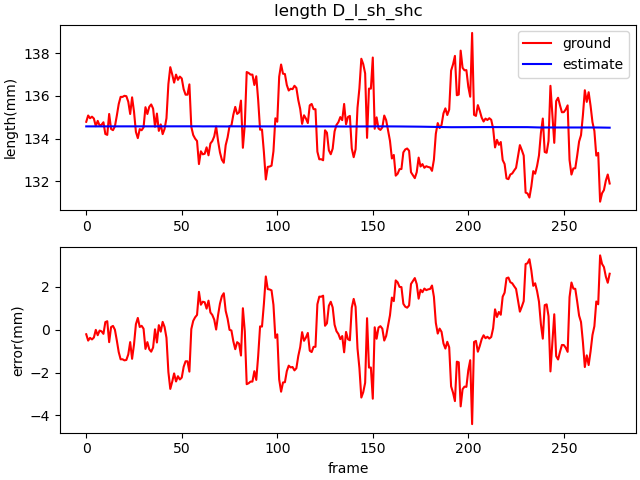 length D_l_sh_shc
length(mm)
138
136
134
132
ground
estimate
0 50 100 150 200 250
error(mm)
2
0
−2
−4
0 50 100 150 200 250
frame